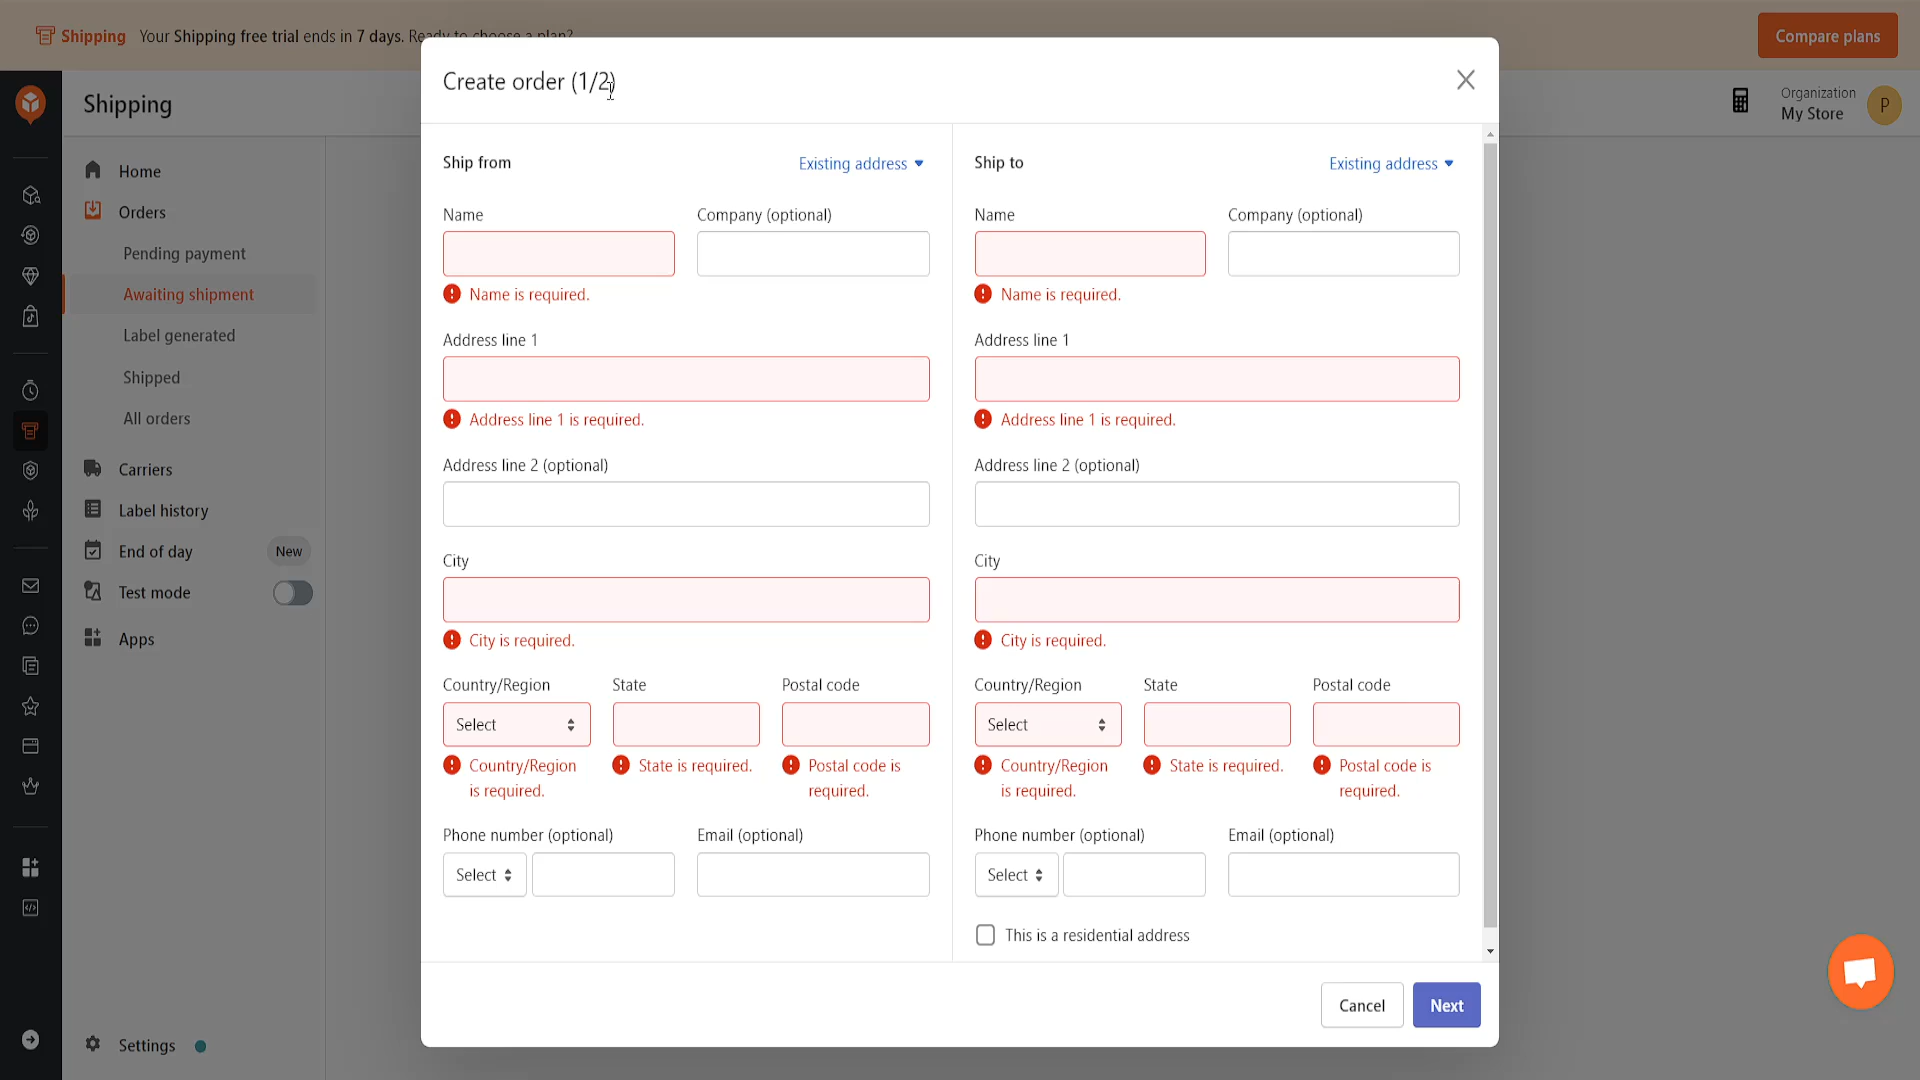 Shipping Your Shipping free trial ends in 7 days. Ready to choose a plan?
Compare plans
Shipping
Organization
My Store
P
Home
Orders
Pending payment
Awaiting shipment
Label generated
Shipped
All orders
Carriers
Label history
End of day New
Test mode
Apps
Settings
Create order (1/2)
Ship from Existing address
Name Company (optional)
Name is required.
Address line 1
Address line 1 is required.
Address line 2 (optional)
City
City is required.
Country/Region State Postal code
Select
Country/Region is required. State is required. Postal code is required.
Phone number (optional) Email (optional)
Select
Ship to Existing address
Name Company (optional)
Name is required.
Address line 1
Address line 1 is required.
Address line 2 (optional)
City
City is required.
Country/Region State Postal code
Select
Country/Region is required. State is required. Postal code is required.
Phone number (optional) Email (optional)
Select
This is a residential address
Cancel Next